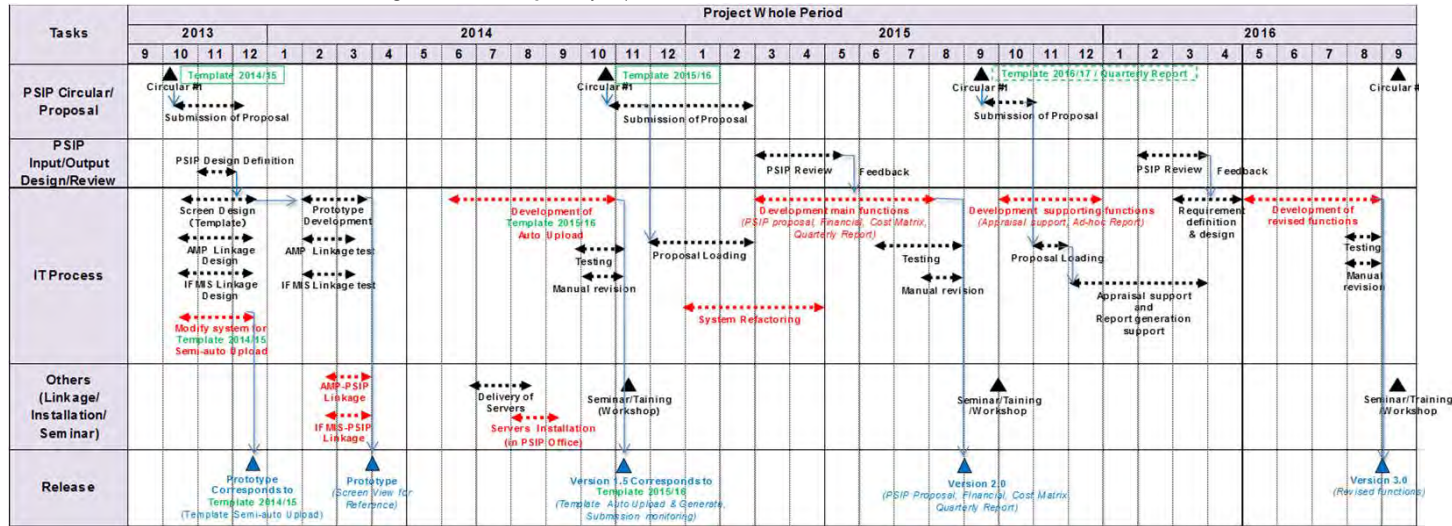 Tasks
Project Whole Period
2013 2014 2015 2016
9 10 11 12 1 2 3 4 5 6 7 8 9 10 11 12 1 2 3 4 5 6 7 8 9 10 11 12 1 2 3 4 5 6 7 8 9
PSIP Circular/
Proposal
Template 2014/15
Circular #1
Submission of Proposal
Template 2015/16
Circular #1
Submission of Proposal
Template 2016/17 / Quarterly Report
Circular #1
Submission of Proposal
Circular #
PSIP
Input/Output
Design/Review
PSIP Design Definition
PSIP Review
Feedback
PSIP Review
Feedback
IT Process
Screen Design
(Template)
AMP Linkage
Design
IFMIS Linkage
Design
Modify system for
Template 2014/15
Semi-auto Upload
Prototype
Development
AMP Linkage test
IFMIS Linkage test
Development of
Template 2015/16
Auto Upload
Testing
Manual revision
Proposal Loading
System Refactoring
Development main functions
(PSIP proposal, Financial, Cost Matrix,
Quarterly Report)
Testing
Manual revision
Development supporting functions
(Appraisal support, Ad-hoc Report)
Proposal Loading
Appraisal support
and
Report generation
support
Requirement
definition
& design
Development of
revised functions
Testing
Manual
revision
Others
(Linkage/
Installation/
Seminar)
AMP-PSIP
Linkage
IFMIS-PSIP
Linkage
Delivery of
Servers
Servers Installation
(in PSIP Office)
Seminar/Taining
(Workshop)
Seminar/Training
/Workshop
Seminar/Training
/Workshop
Release
Prototype
Corresponds to
Template 2014/15
(Template Semi-auto Upload)
Prototype
(Screen View for
Reference)
Version 1.5 Corresponds to
Template 2015/16
(Template Auto Upload & Generate,
Submission monitoring)
Version 2.0
(PSIP Proposal, Financial, Cost Matrix
Quarterly Report)
Version 3.0
(Revised functions)